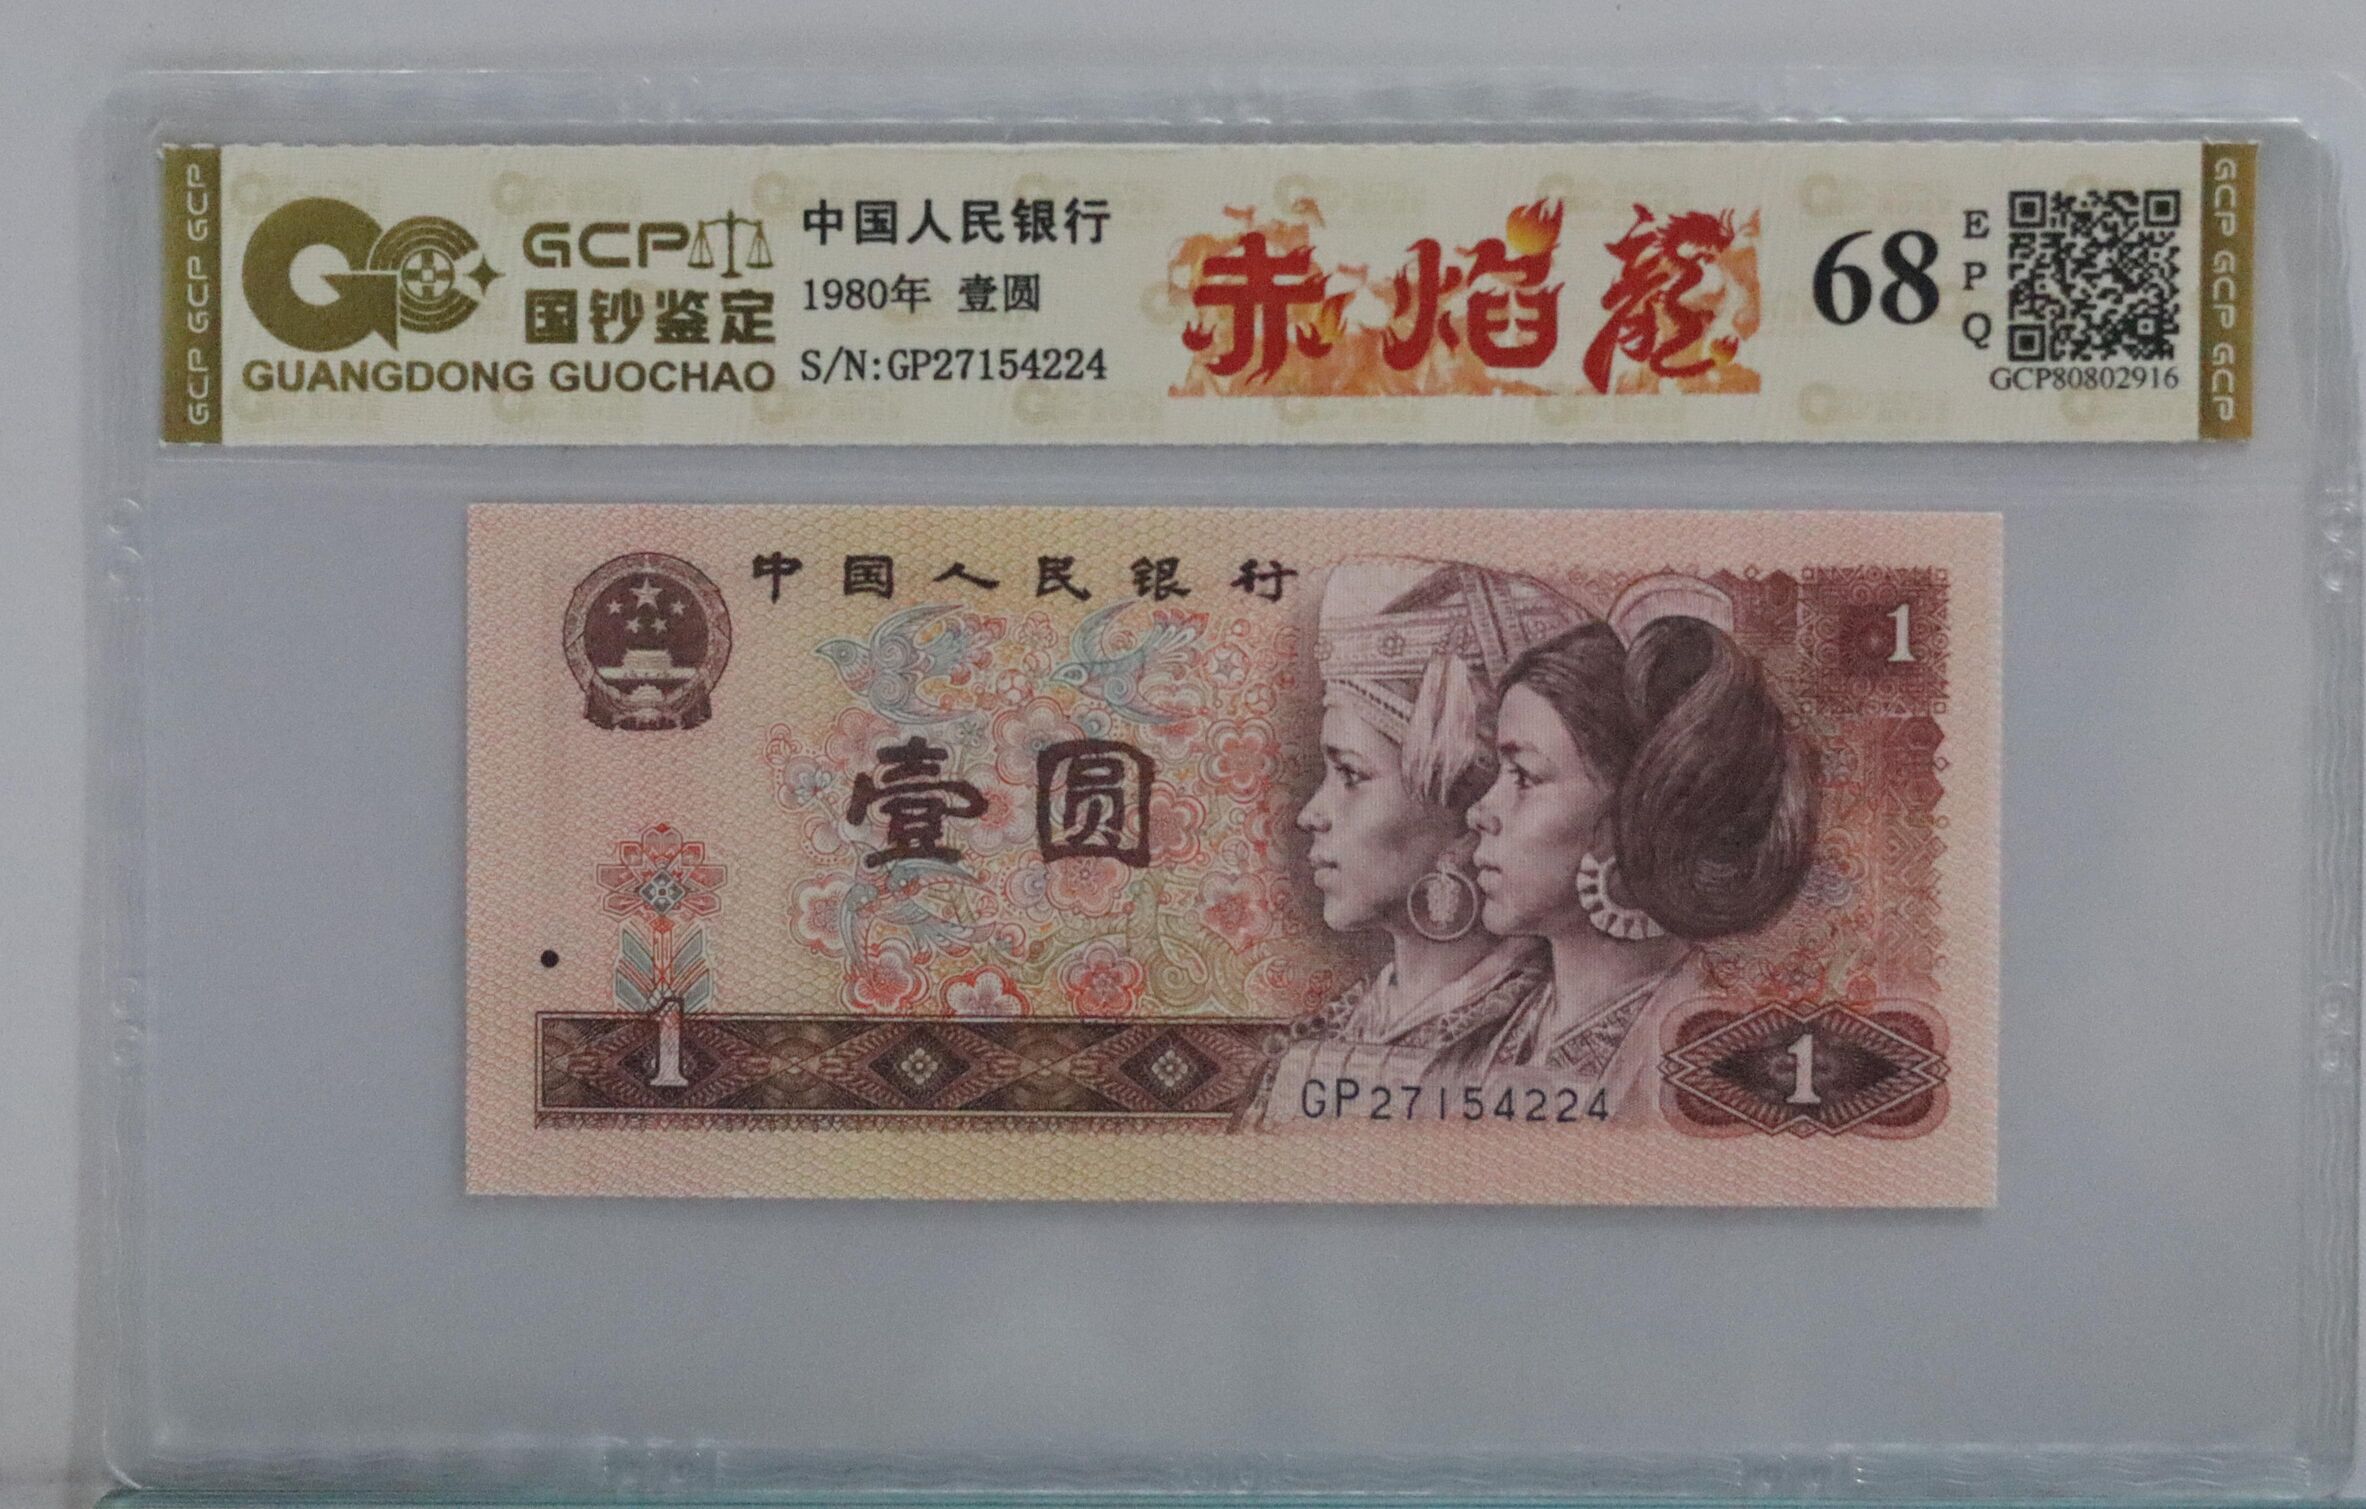 GCP GCP GCP
GCP
国钞鉴定
GUANGDONG GUOCHAO
中国人民银行
1980年 壹圆
S/N:GP27154224
赤焰龍
68
EPQ
GCP80802916
GCP GCP GCP
中国人民银行
1
壹圆
1
1
GP27154224